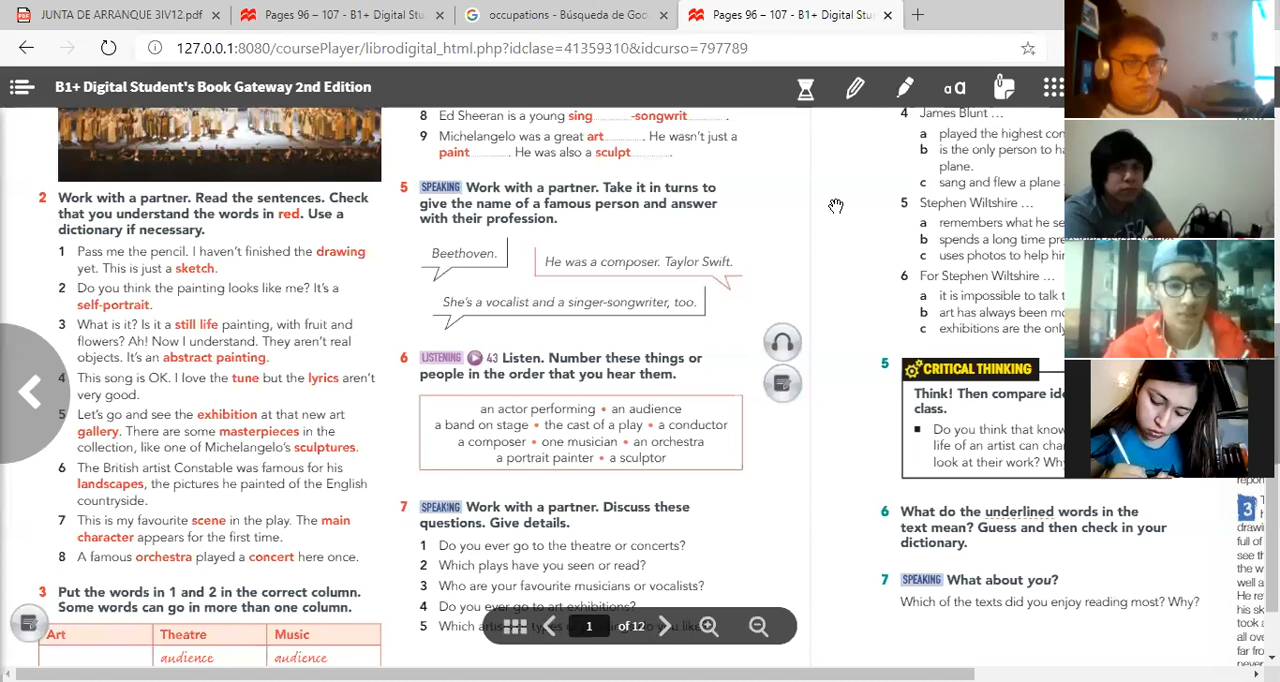 JUNTA DE ARRANQUE 3IV12.pdf
Pages 96 – 107 - B1+ Digital Stu
occupations - Búsqueda de Goo
Pages 96 – 107 - B1+ Digital Stu
127.0.0.1:8080/coursePlayer/librodigital_html.php?idclase=41359310&idcurso=797789
B1+ Digital Student's Book Gateway 2nd Edition
aa
2 Work with a partner. Read the sentences. Check
that you understand the words in red. Use a
dictionary if necessary.
1 Pass me the pencil. I haven't finished the drawing
yet. This is just a sketch.
2 Do you think the painting looks like me? It's a
self-portrait.
3 What is it? Is it a still life painting, with fruit and
flowers? Ah! Now I understand. They aren't real
objects. It's an abstract painting.
4 This song is OK. I love the tune but the lyrics aren't
very good.
5 Let's go and see the exhibition at that new art
gallery. There are some masterpieces in the
collection, like one of Michelangelo's sculptures.
6 The British artist Constable was famous for his
landscapes, the pictures he painted of the English
countryside.
7 This is my favourite scene in the play. The main
character appears for the first time.
8 A famous orchestra played a concert here once.
3 Put the words in 1 and 2 in the correct column.
Some words can go in more than one column.
Art Theatre Music
audience audience
8 Ed Sheeran is a young sing -songwrit .
9 Michelangelo was a great art . He wasn't just a
paint . He was also a sculpt .
5 SPEAKING Work with a partner. Take it in turns to
give the name of a famous person and answer
with their profession.
Beethoven.
He was a composer. Taylor Swift.
She's a vocalist and a singer-songwriter, too.
6 LISTENING 43 Listen. Number these things or
people in the order that you hear them.
an actor performing • an audience
a band on stage • the cast of a play • a conductor
a composer • one musician • an orchestra
a portrait painter • a sculptor
7 SPEAKING Work with a partner. Discuss these
questions. Give details.
1 Do you ever go to the theatre or concerts?
2 Which plays have you seen or read?
3 Who are your favourite musicians or vocalists?
4 Do you ever go to art exhibitions?
5 Which
1 of 12
4 James Blunt ...
a played the highest con
b is the only person to ha
plane.
c sang and flew a plane
5 Stephen Wiltshire ...
a remembers what he se
b spends a long time pre
c uses photos to help hi
6 For Stephen Wiltshire ...
a it is impossible to talk t
b art has always been m
c exhibitions are the onl
5 CRITICAL THINKING
Think! Then compare ide
class.
Do you think that know
life of an artist can cha
look at their work? Wh
6 What do the underlined words in the
text mean? Guess and then check in your
dictionary.
7 SPEAKING What about you?
Which of the texts did you enjoy reading most? Why?
repor
3
drawi
full of
see th
the w
well a
He re
his sk
took a
all ove
far fro